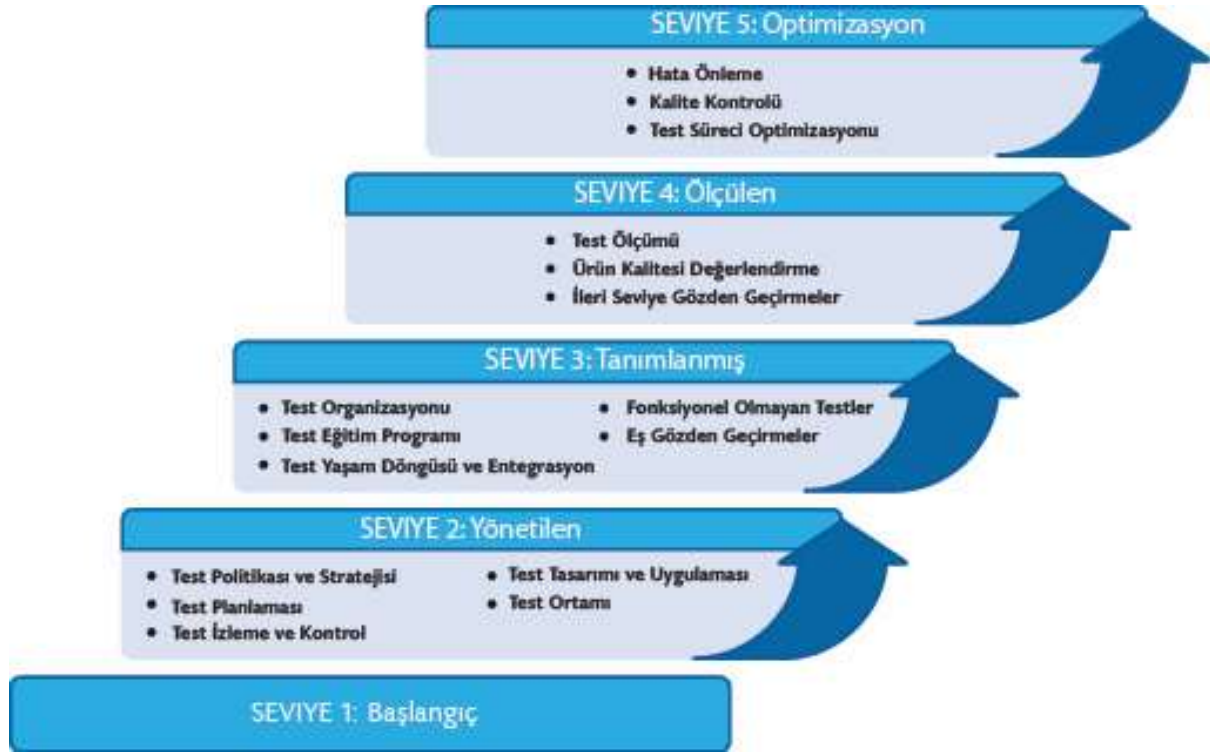 SEVIYE 5: Optimizasyon
• Hata Önleme
• Kalite Kontrolü
• Test Süreci Optimizasyonu
SEVIYE 4: Ölçülen
• Test Ölçümü
• Ürün Kalitesi Değerlendirme
• İleri Seviye Gözden Geçirmeler
SEVIYE 3: Tanımlanmış
• Test Organizasyonu
• Test Eğitim Programı
• Test Yaşam Döngüsü ve Entegrasyon
• Fonksiyonel Olmayan Testler
• Eş Gözden Geçirmeler
SEVIYE 2: Yönetilen
• Test Politikası ve Stratejisi
• Test Planlaması
• Test İzleme ve Kontrol
• Test Tasarımı ve Uygulaması
• Test Ortamı
SEVIYE 1: Başlangıç